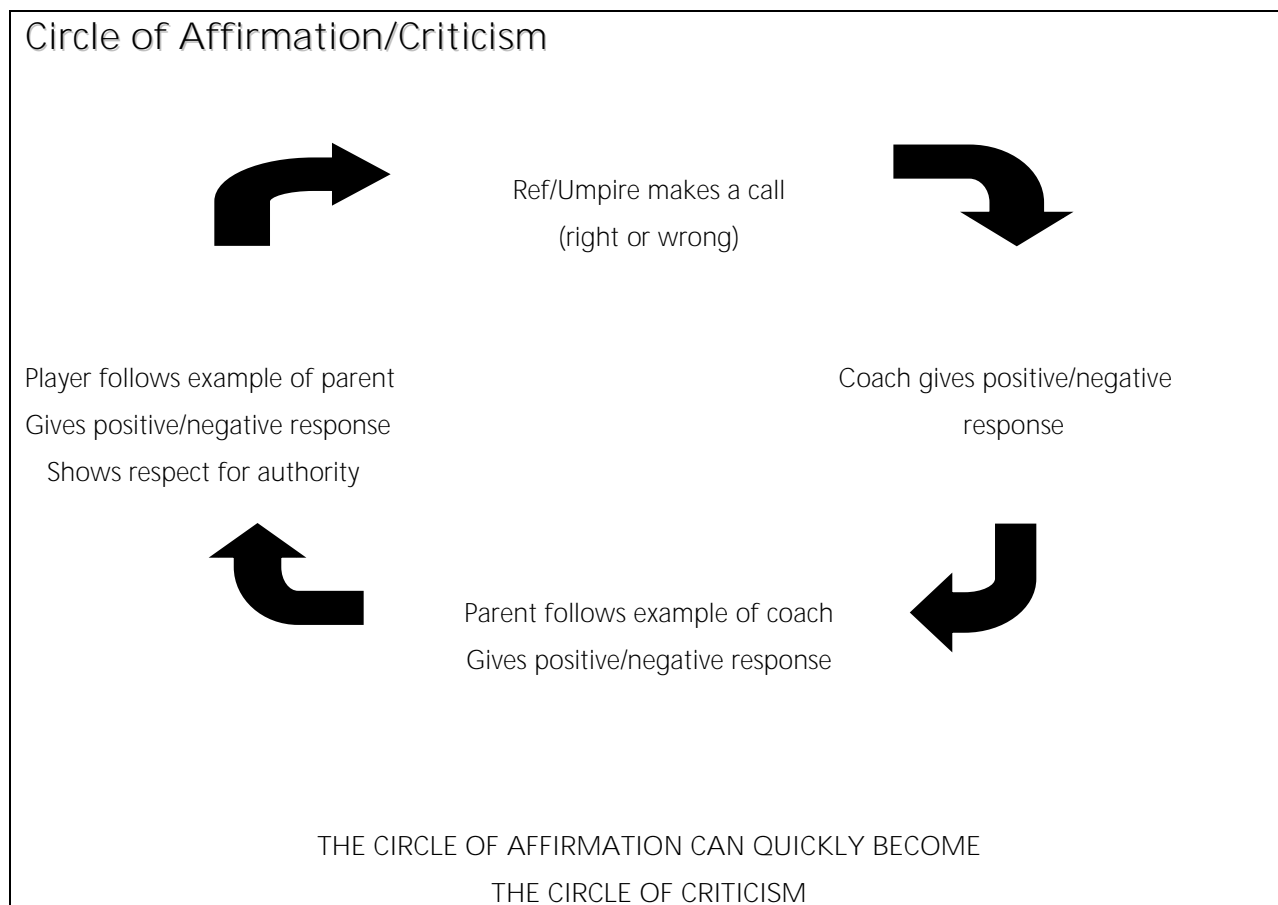 Circle of Affirmation/Criticism
Ref/Umpire makes a call
(right or wrong)
Player follows example of parent
Gives positive/negative response
Shows respect for authority
Coach gives positive/negative
response
Parent follows example of coach
Gives positive/negative response
THE CIRCLE OF AFFIRMATION CAN QUICKLY BECOME
THE CIRCLE OF CRITICISM